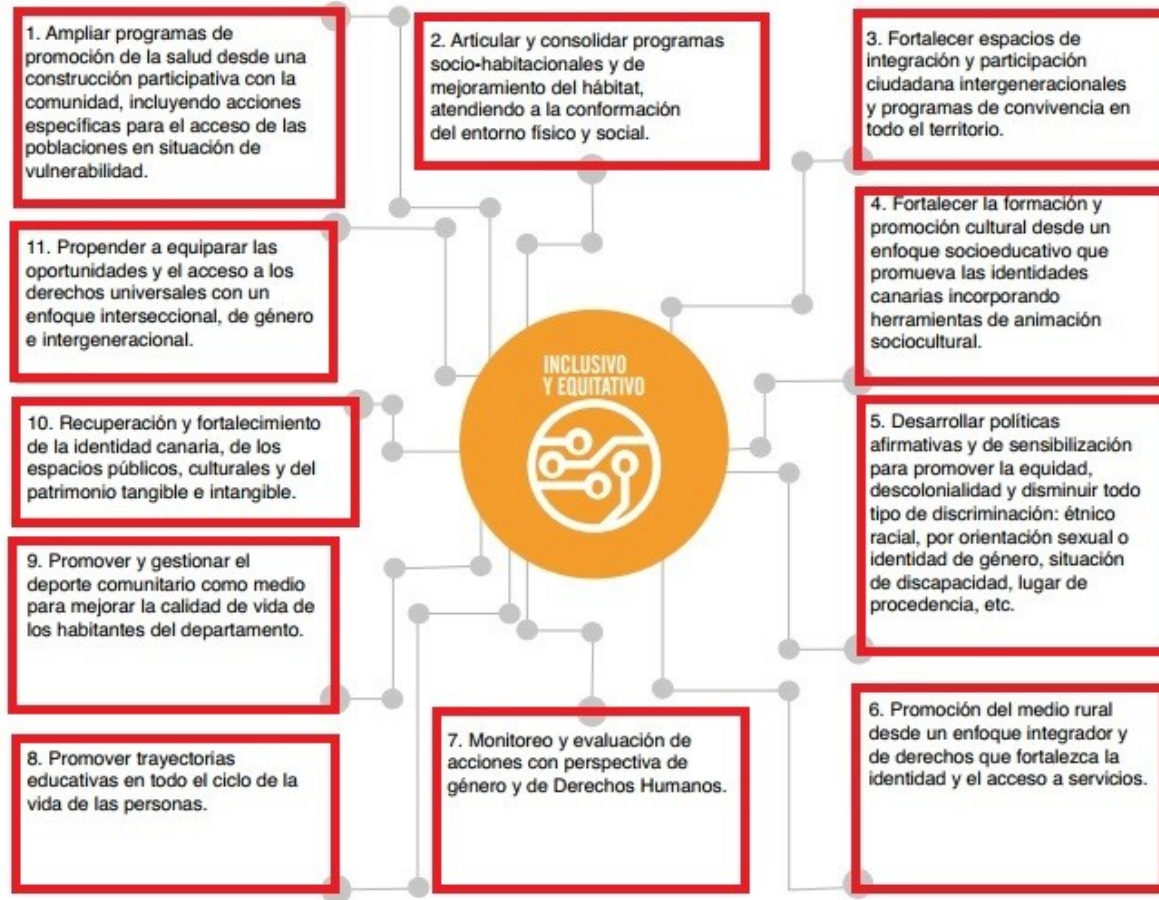 1. Ampliar programas de
promoción de la salud desde una
construcción participativa con la
comunidad, incluyendo acciones
específicas para el acceso de las
poblaciones en situación de
vulnerabilidad.
2. Articular y consolidar programas
socio-habitacionales y de
mejoramiento del hábitat,
atendiendo a la conformación
del entorno físico y social.
3. Fortalecer espacios de
integración y participación
ciudadana intergeneracionales
y programas de convivencia en
todo el territorio.
4. Fortalecer la formación y
promoción cultural desde un
enfoque socioeducativo que
promueva las identidades
canarias incorporando
herramientas de animación
sociocultural.
5. Desarrollar políticas
afirmativas y de sensibilización
para promover la equidad,
descolonialidad y disminuir todo
tipo de discriminación: étnico
racial, por orientación sexual o
identidad de género, situación
de discapacidad, lugar de
procedencia, etc.
6. Promoción del medio rural
desde un enfoque integrador y
de derechos que fortalezca la
identidad y el acceso a servicios.
7. Monitoreo y evaluación de
acciones con perspectiva de
género y de Derechos Humanos.
8. Promover trayectorias
educativas en todo el ciclo de la
vida de las personas.
9. Promover y gestionar el
deporte comunitario como medio
para mejorar la calidad de vida de
los habitantes del departamento.
10. Recuperación y fortalecimiento
de la identidad canaria, de los
espacios públicos, culturales y del
patrimonio tangible e intangible.
11. Propender a equiparar las
oportunidades y el acceso a los
derechos universales con un
enfoque interseccional, de género
e intergeneracional.
INCLUSIVO
Y EQUITATIVO